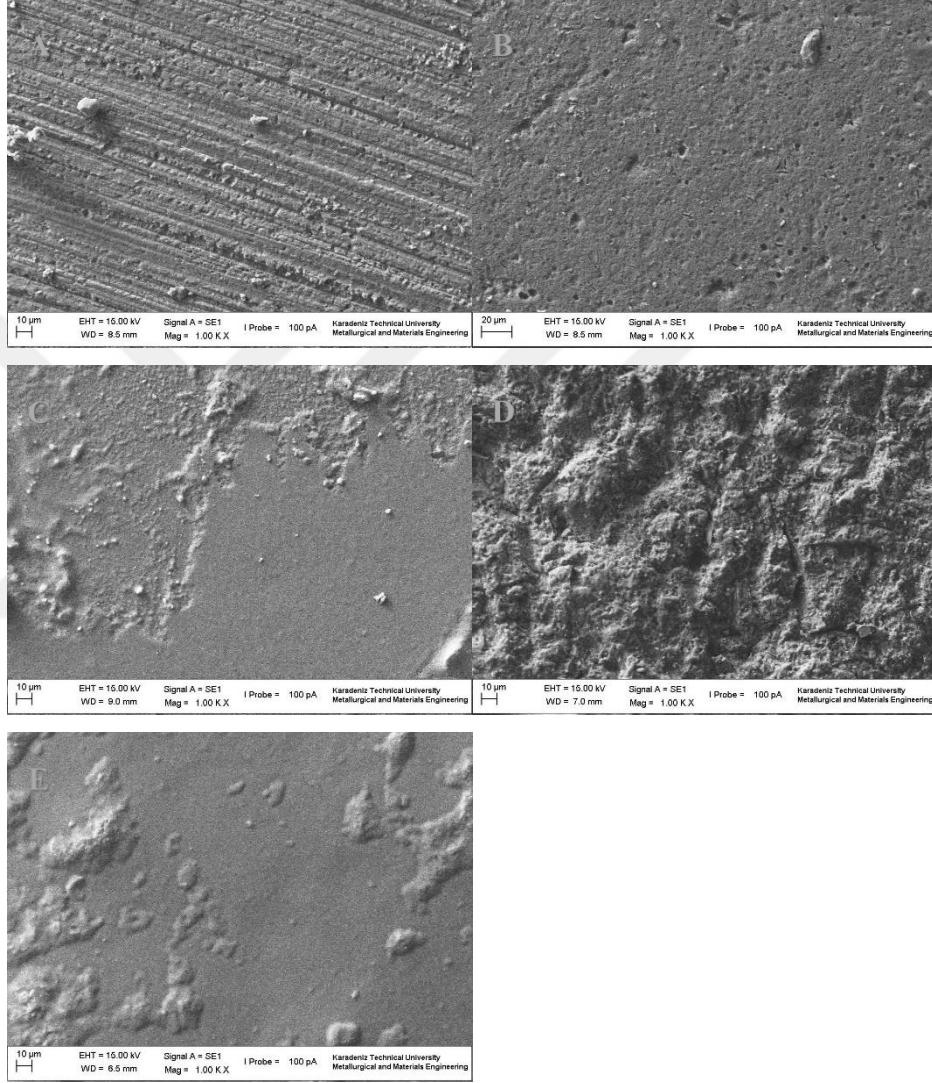 A
10 µm EHT = 15.00 kV Signal A = SE1 I Probe = 100 pA Karadeniz Technical University
WD = 8.5 mm Mag = 1.00 K X Metallurgical and Materials Engineering
B
20 µm EHT = 15.00 kV Signal A = SE1 I Probe = 100 pA Karadeniz Technical University
WD = 8.5 mm Mag = 1.00 K X Metallurgical and Materials Engineering
C
10 µm EHT = 15.00 kV Signal A = SE1 I Probe = 100 pA Karadeniz Technical University
WD = 9.0 mm Mag = 1.00 K X Metallurgical and Materials Engineering
D
10 µm EHT = 15.00 kV Signal A = SE1 I Probe = 100 pA Karadeniz Technical University
WD = 7.0 mm Mag = 1.00 K X Metallurgical and Materials Engineering
E
10 µm EHT = 15.00 kV Signal A = SE1 I Probe = 100 pA Karadeniz Technical University
WD = 6.5 mm Mag = 1.00 K X Metallurgical and Materials Engineering